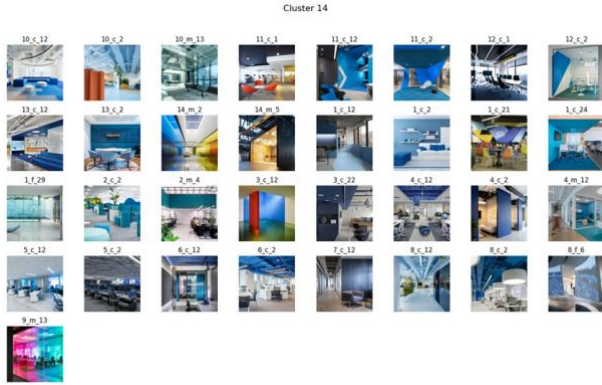 Cluster 14
10_c_12 10_c_2 10_m_13 11_c_1 11_c_12 11_c_2 12_c_1 12_c_2
13_c_12 13_c_2 14_m_2 14_m_5 1_c_12 1_c_2 1_c_21 1_c_24
1_f_29 2_c_2 2_m_4 3_c_12 3_c_22 4_c_12 4_c_2 4_m_12
5_c_12 5_c_2 6_c_12 6_c_2 7_c_12 8_c_12 8_c_2 8_f_6
9_m_13